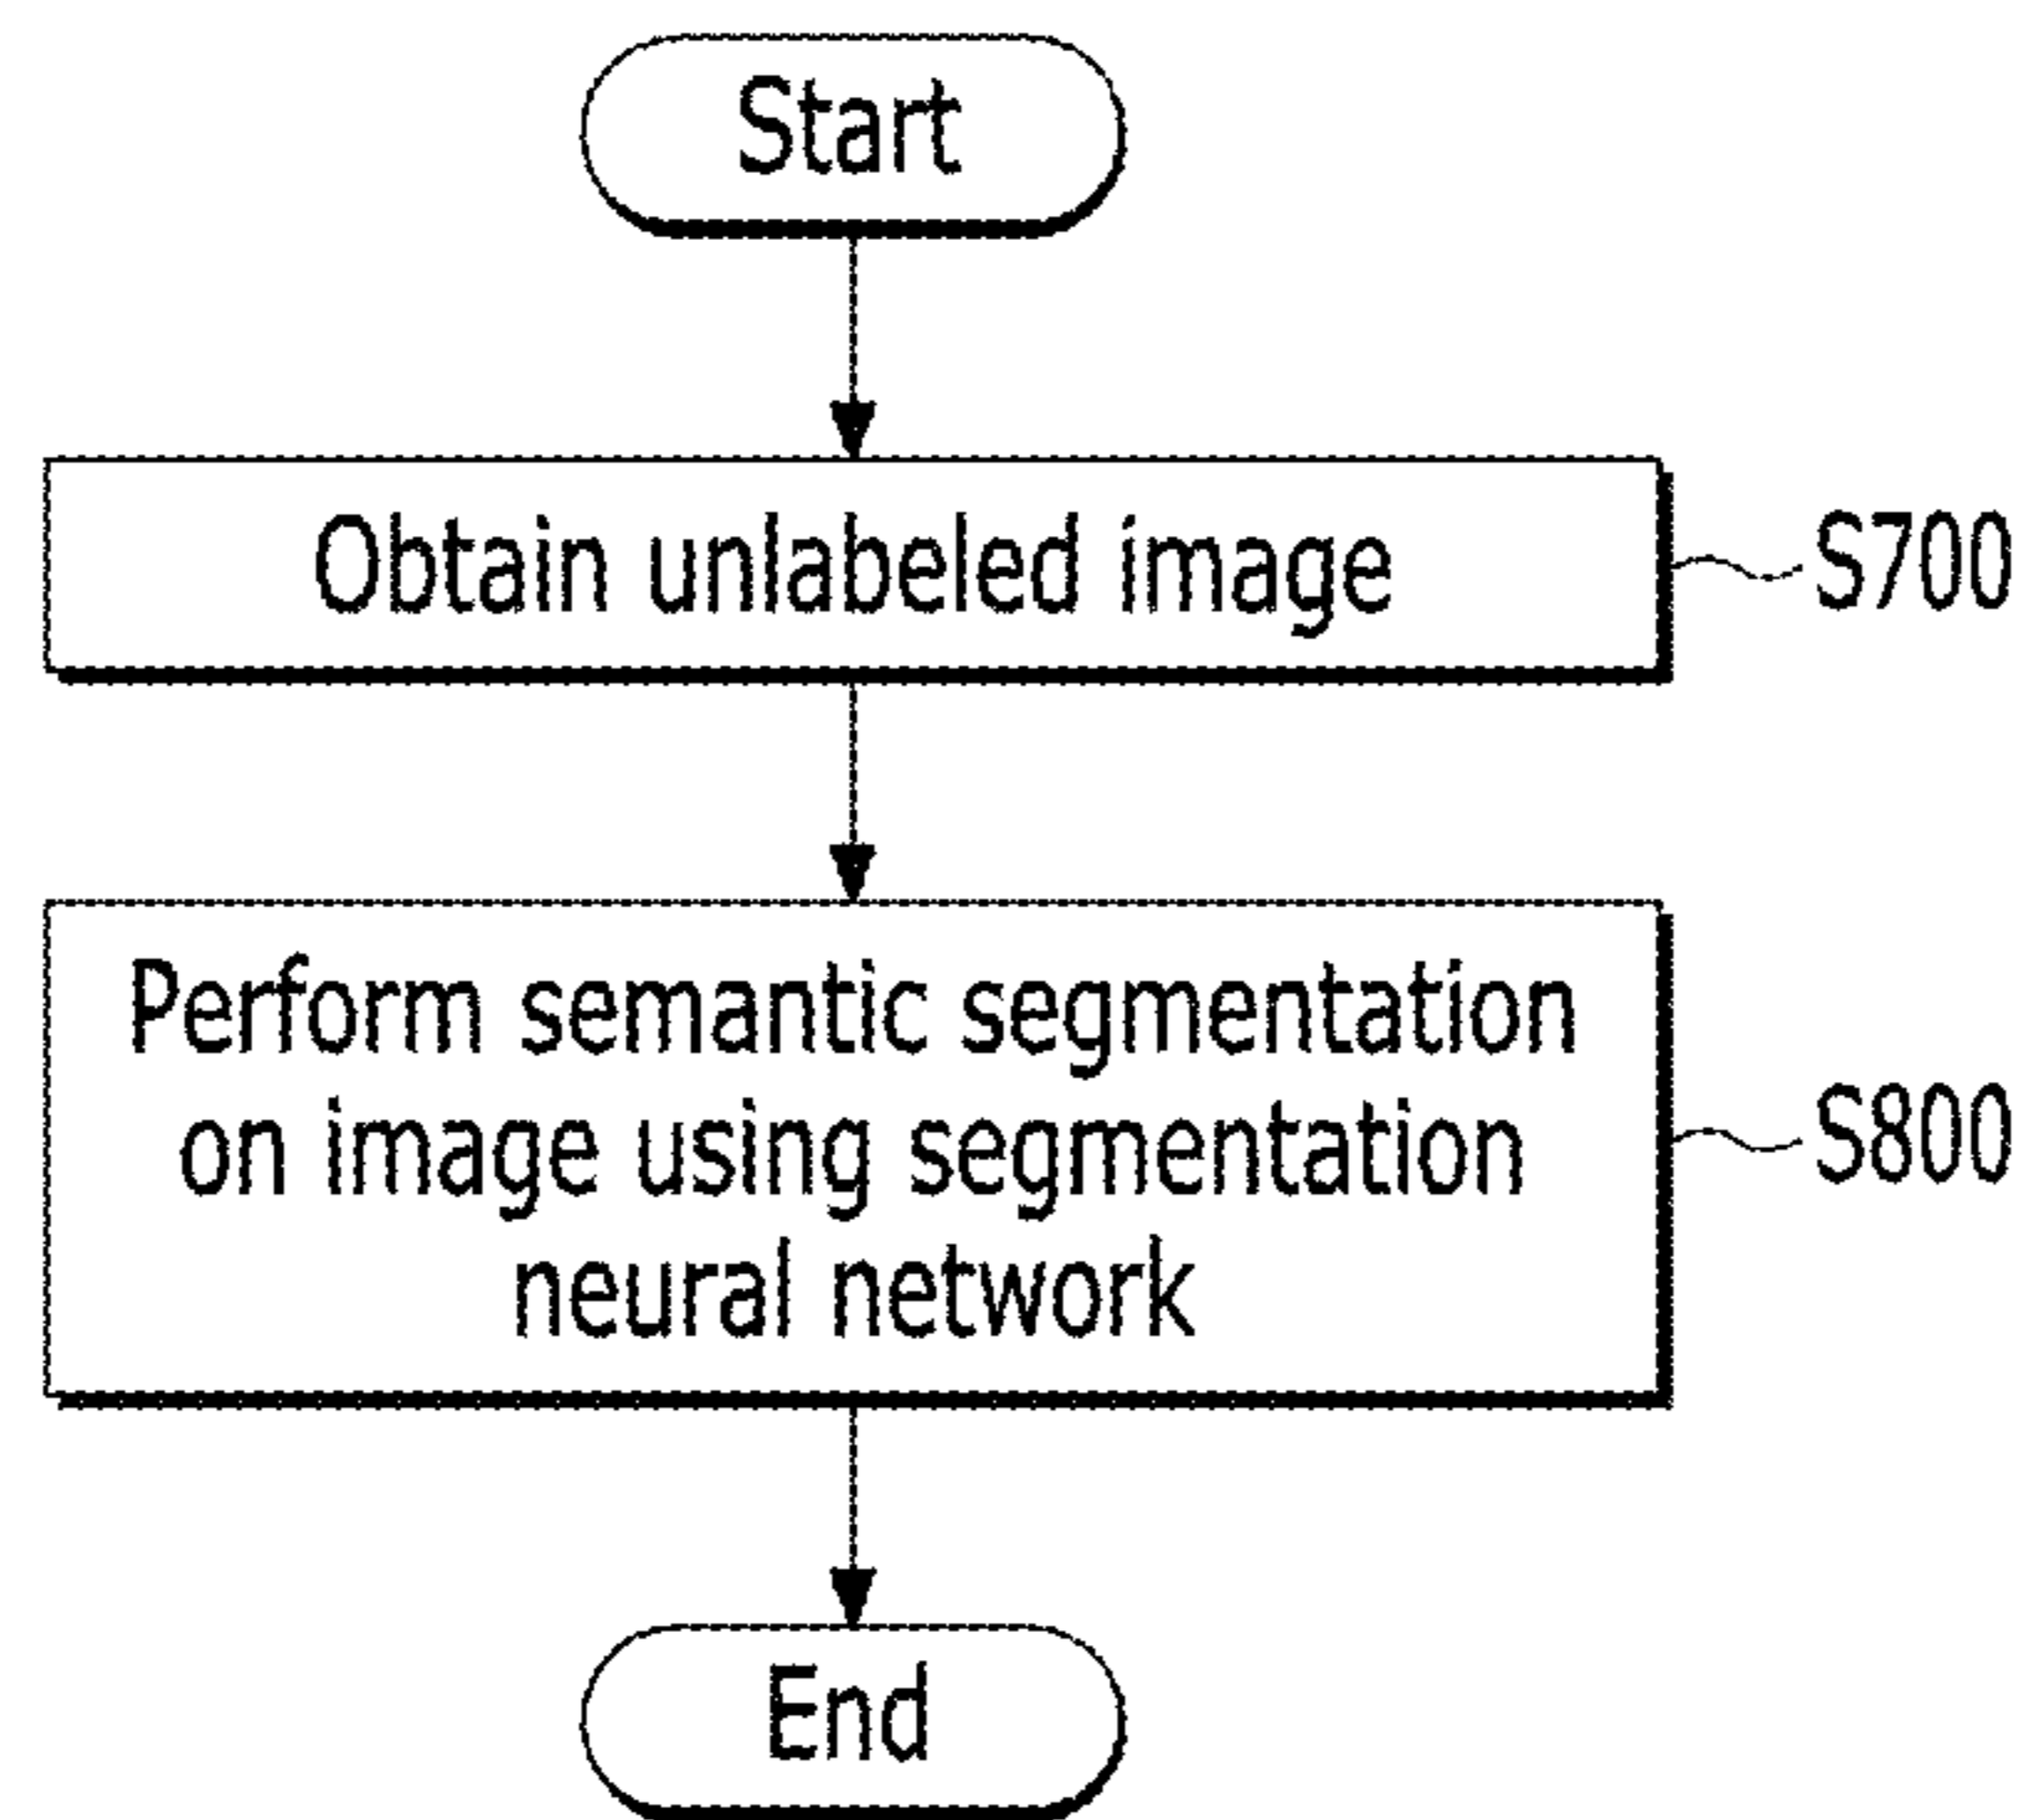 Start
Obtain unlabeled image
S700
Perform semantic segmentation
on image using segmentation
neural network
S800
End